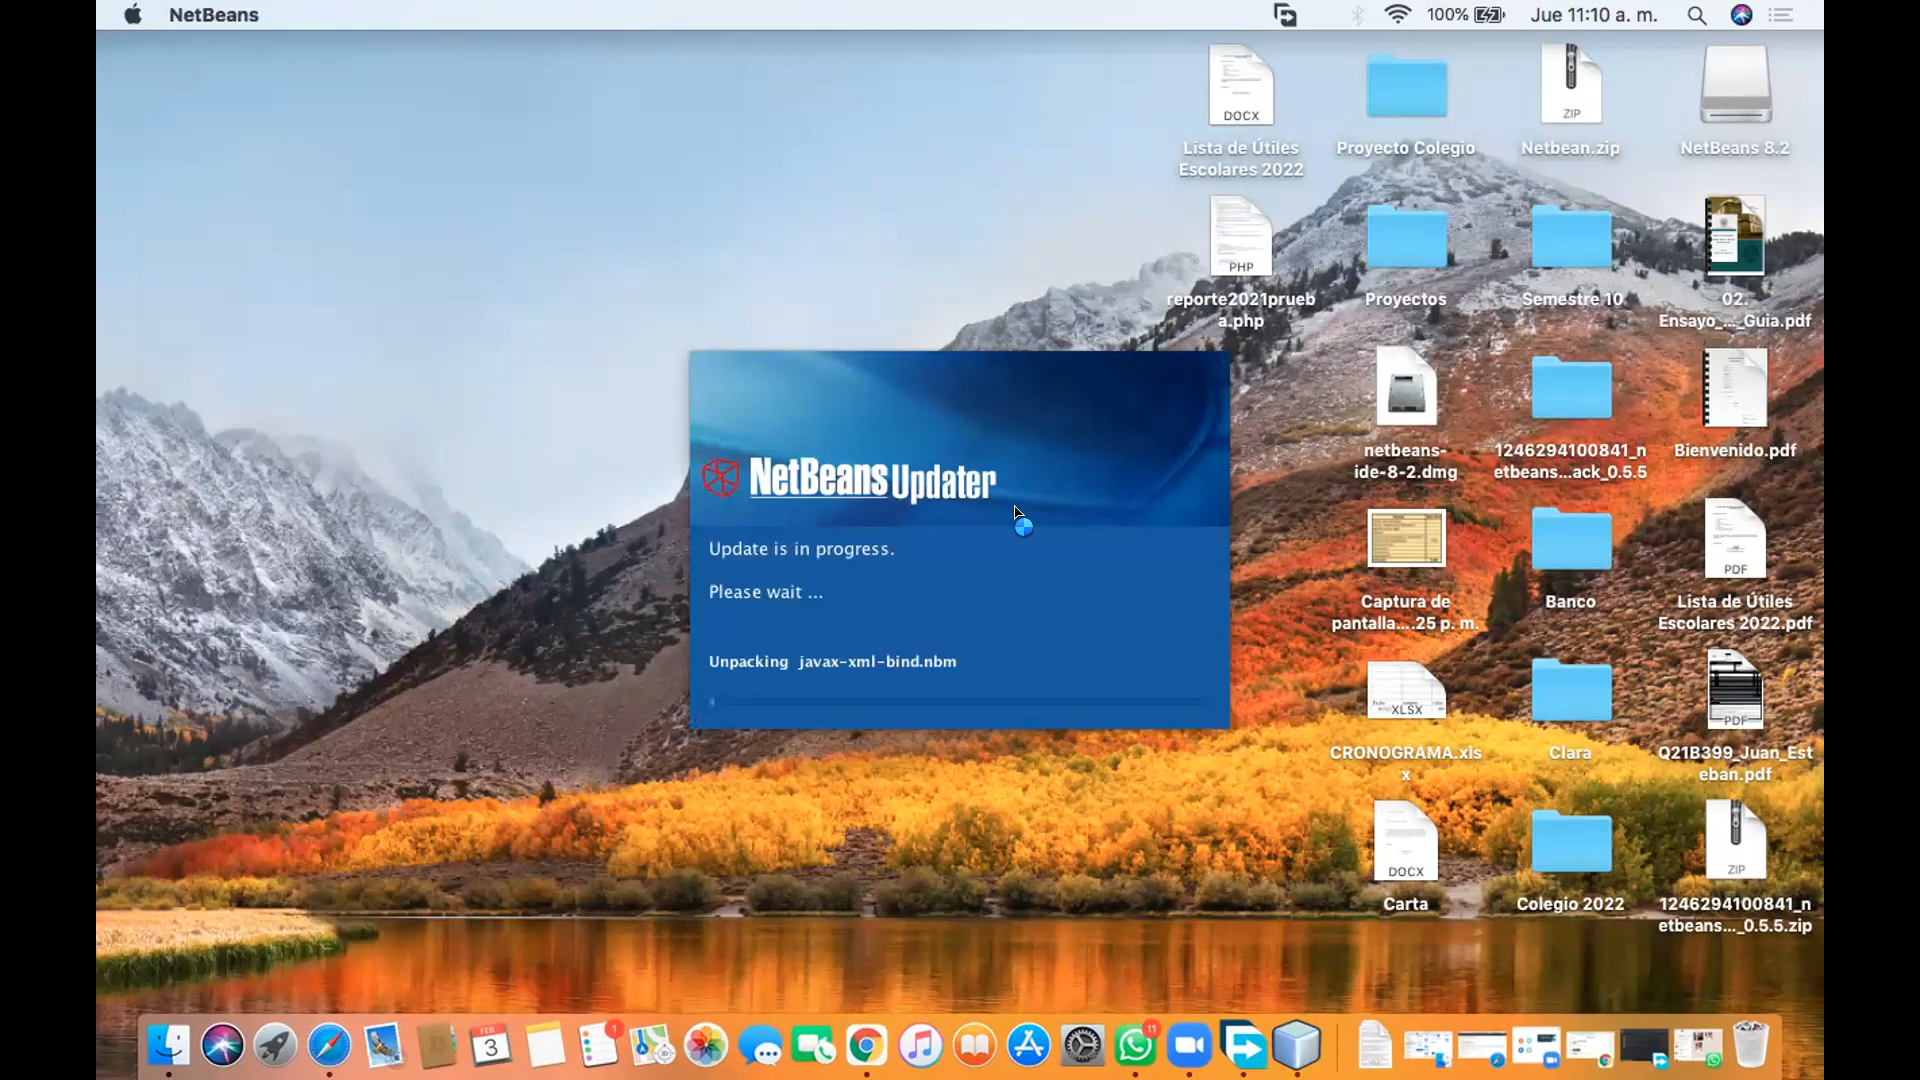 NetBeans
100%
Jue 11:10 a. m.
DOCX
Lista de Útiles
Escolares 2022
Proyecto Colegio
ZIP
Netbean.zip
NetBeans 8.2
PHP
reporte2021prueb
a.php
Proyectos
Semestre 10
02.
Ensayo_..._Guia.pdf
netbeans-
ide-8-2.dmg
1246294100841_n
etbeans...ack_0.5.5
Bienvenido.pdf
NetBeans Updater
Update is in progress.
Please wait ...
Unpacking javax-xml-bind.nbm
Captura de
pantalla....25 p. m.
Banco
PDF
Lista de Útiles
Escolares 2022.pdf
XLSX
CRONOGRAMA.xls
x
Clara
PDF
Q21B399_Juan_Est
eban.pdf
DOCX
Carta
Colegio 2022
ZIP
1246294100841_n
etbeans..._0.5.5.zip
FEB.
3
1
11